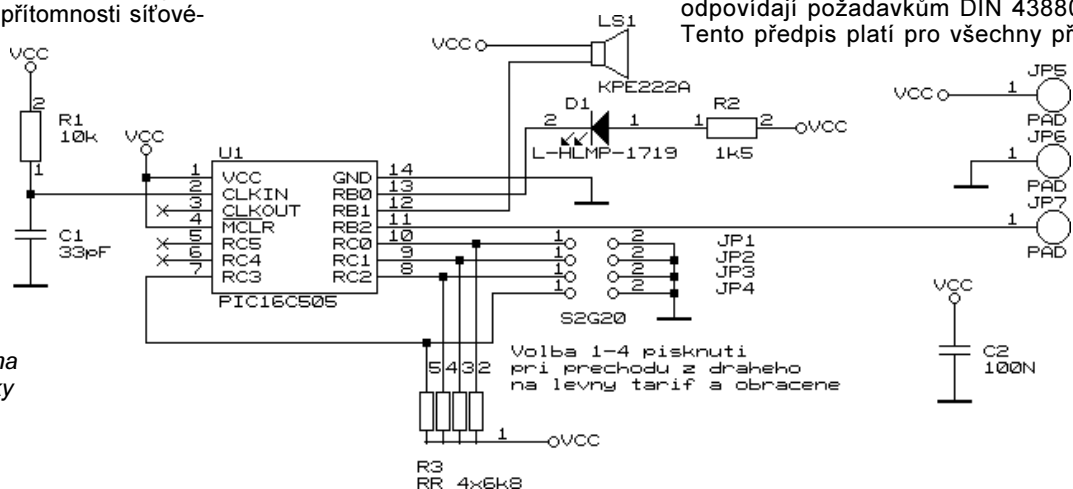 přítomnosti síťové-
odpovídají požadavkům DIN 43880
Tento předpis platí pro všechny př
VCC
2
R1
10k
1
C1
33pF
VCC
U1
PIC16C505
1 VCC GND 14
2 CLKIN RB0 13
3 CLKOUT RB1 12
4 MCLR RB2 11
5 RC5 RC0 10
6 RC4 RC1 9
7 RC3 RC2 8
VCC
LS1
KPE222A
D1
2 1
L-HLMP-1719
R2
1 2
1k5
VCC
VCC 1 JP5
PAD
1 JP6
PAD
1 JP7
PAD
1 2 JP1
1 2 JP2
1 2 JP3
1 2 JP4
S2G20
Volba 1-4 pisknuti
pri prechodu z draheho
na levny tarif a obracene
5 4 3 2
1 VCC
R3
RR 4x6k8
VCC
C2
100N
na
ky